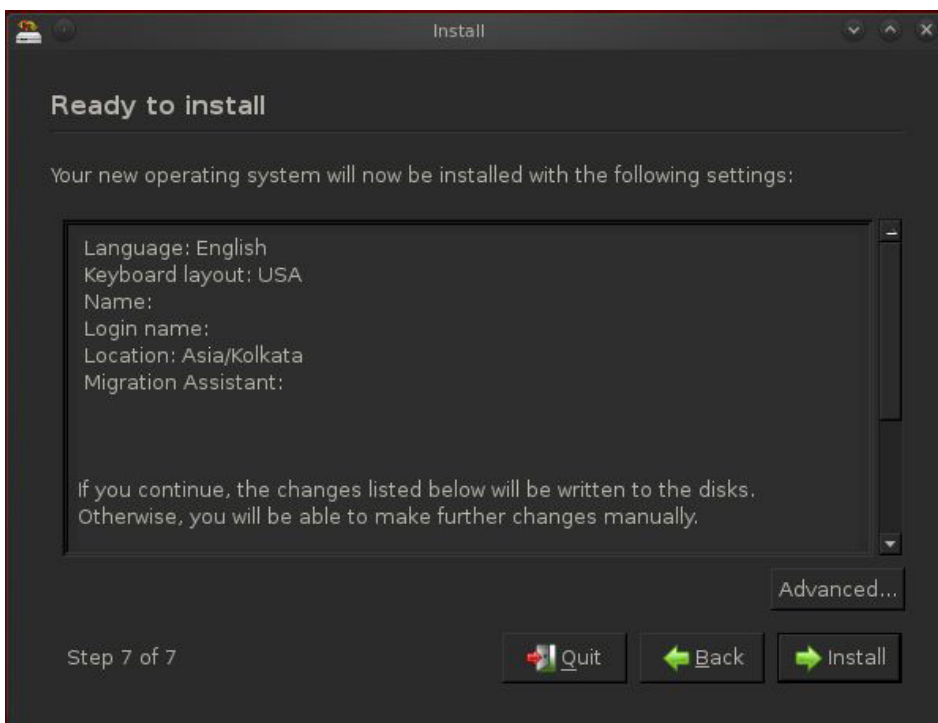 Install
Ready to install
Your new operating system will now be installed with the following settings:
Language: English
Keyboard layout: USA
Name:
Login name:
Location: Asia/Kolkata
Migration Assistant:
If you continue, the changes listed below will be written to the disks.
Otherwise, you will be able to make further changes manually.
Advanced...
Step 7 of 7
Quit
Back
Install